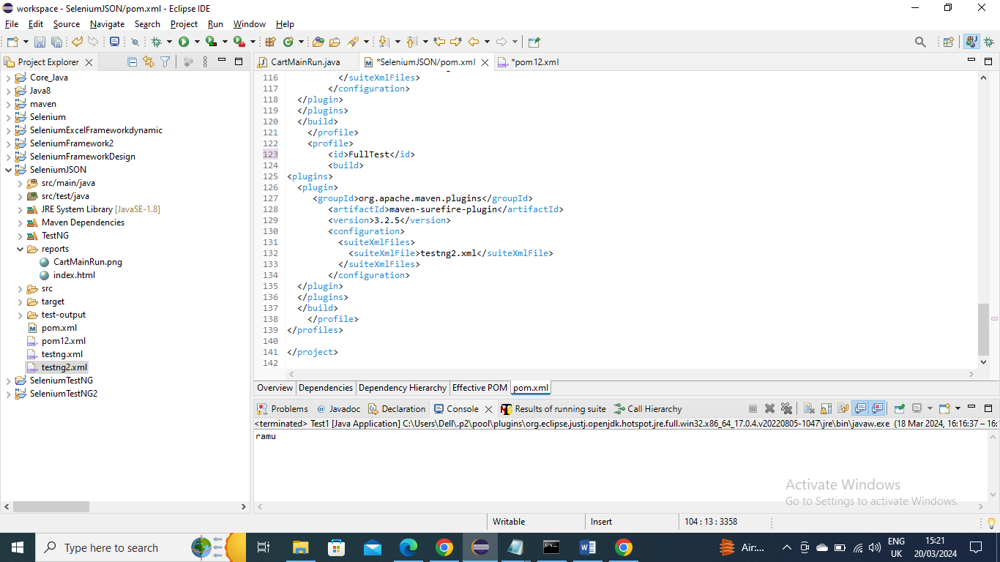 workspace - SeleniumJSON/pom.xml - Eclipse IDE
File Edit Source Navigate Search Project Run Window Help
Project Explorer
CartMainRun.java
*SeleniumJSON/pom.xml
*pom12.xml
Core_Java
Java8
maven
Selenium
SeleniumExcelFrameworkdynamic
SeleniumFramework2
SeleniumFrameworkDesign
SeleniumJSON
src/main/java
src/test/java
JRE System Library [JavaSE-1.8]
Maven Dependencies
TestNG
reports
CartMainRun.png
index.html
src
target
test-output
pom.xml
pom12.xml
testng.xml
testng2.xml
SeleniumTestNG
SeleniumTestNG2
116 </suiteXmlFiles>
117 </configuration>
118 </plugin>
119 </plugins>
120 </build>
121 </profile>
122 <profile>
123 <id>FullTest</id>
124 <build>
125 <plugins>
126 <plugin>
127 <groupId>org.apache.maven.plugins</groupId>
128 <artifactId>maven-surefire-plugin</artifactId>
129 <version>3.2.5</version>
130 <configuration>
131 <suiteXmlFiles>
132 <suiteXmlFile>testng2.xml</suiteXmlFile>
133 </suiteXmlFiles>
134 </configuration>
135 </plugin>
136 </plugins>
137 </build>
138 </profile>
139 </profiles>
140
141 </project>
142
Overview Dependencies Dependency Hierarchy Effective POM pom.xml
Problems @ Javadoc Declaration Console Results of running suite Call Hierarchy
<terminated> Test1 [Java Application] C:\Users\Dell\.p2\pool\plugins\org.eclipse.justj.openjdk.hotspot.jre.full.win32.x86_64_17.0.4.v20220805-1047\jre\bin\javaw.exe (18 Mar 2024, 16:16:37 – 16:
ramu
Activate Windows
Go to Settings to activate Windows.
Writable Insert 104 : 13 : 3358
Type here to search
Air:...
ENG
UK
15:21
20/03/2024